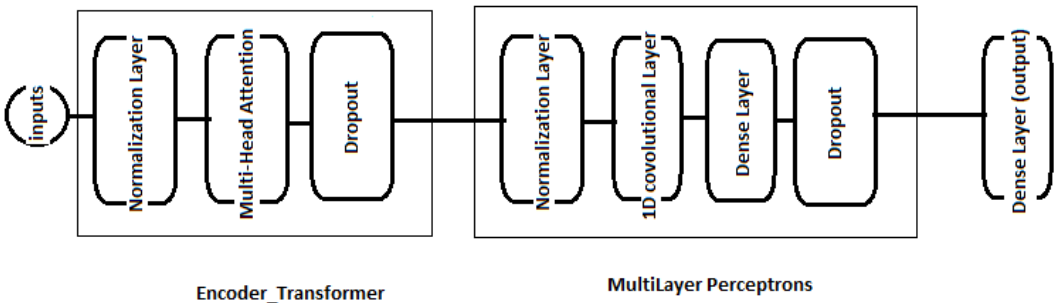 inputs
Normalization Layer
Multi-Head Attention
Dropout
Normalization Layer
1D covolutional Layer
Dense Layer
Dropout
Dense Layer (output)
Encoder_Transformer
MultiLayer Perceptrons